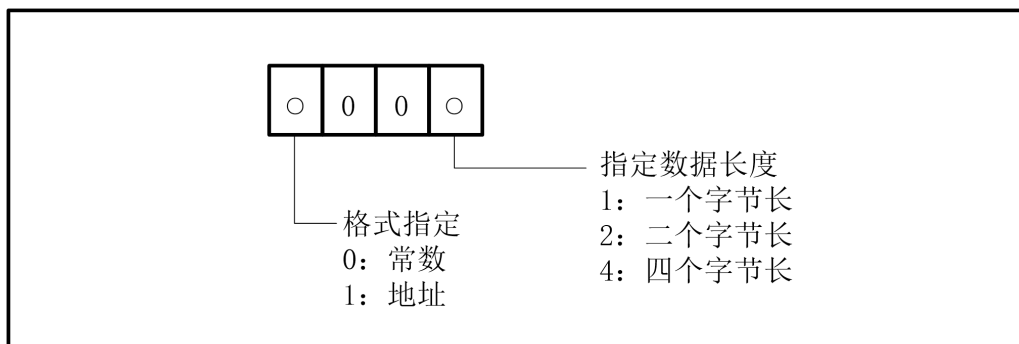 ○ 0 0 ○
指定数据长度
1：一个字节长
2：二个字节长
4：四个字节长
格式指定
0：常数
1：地址